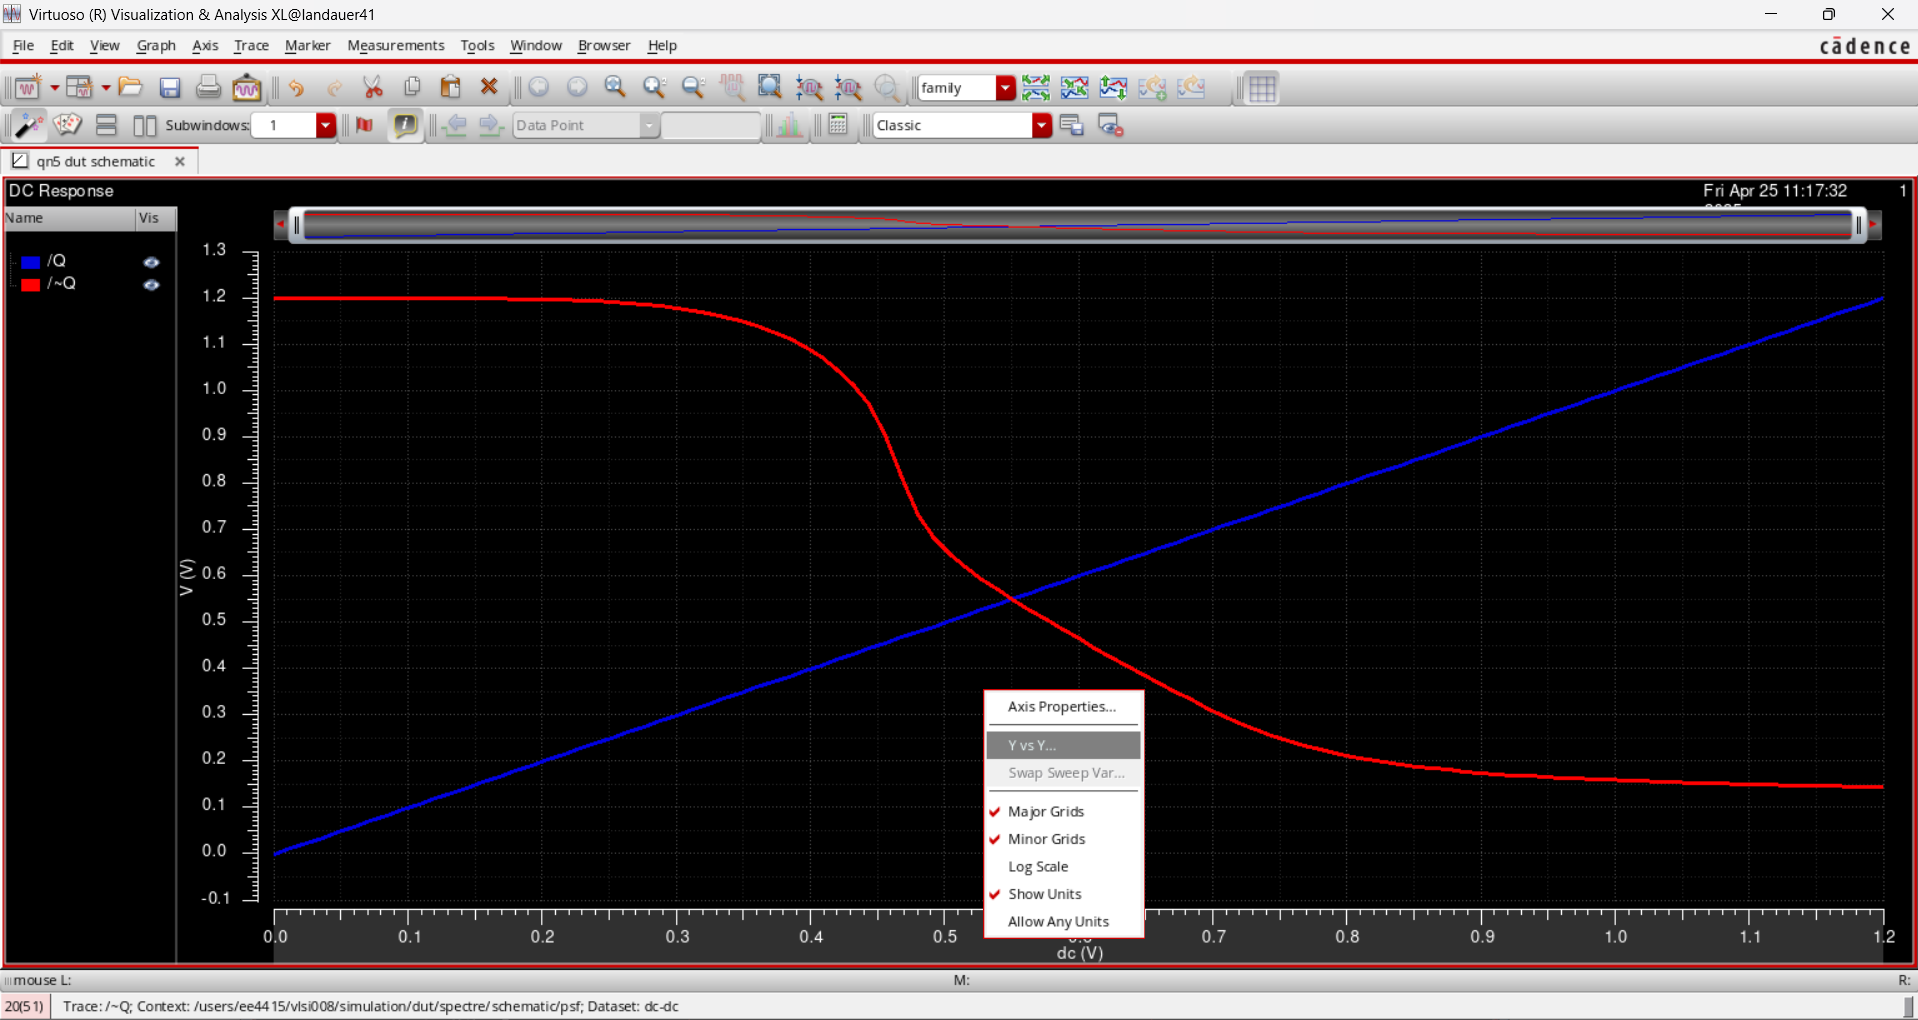 Virtuoso (R) Visualization & Analysis XL@landauer41
File Edit View Graph Axis Trace Marker Measurements Tools Window Browser Help
cādence
family
Subwindows: 1
Data Point
Classic
qn5 dut schematic
DC Response
Fri Apr 25 11:17:32
1
Name Vis
/Q
/~Q
1.3
1.2
1.1
1.0
0.9
0.8
0.7
0.6
0.5
0.4
0.3
0.2
0.1
0.0
-0.1
V (V)
Axis Properties...
Y vs Y...
Swap Sweep Var...
Major Grids
Minor Grids
Log Scale
Show Units
Allow Any Units
0.0 0.1 0.2 0.3 0.4 0.5 0.7 0.8 0.9 1.0 1.1 1.2
dc (V)
mouse L: M: R:
20(51) Trace: /~Q; Context: /users/ee4415/vlsi008/simulation/dut/spectre/schematic/psf; Dataset: dc-dc